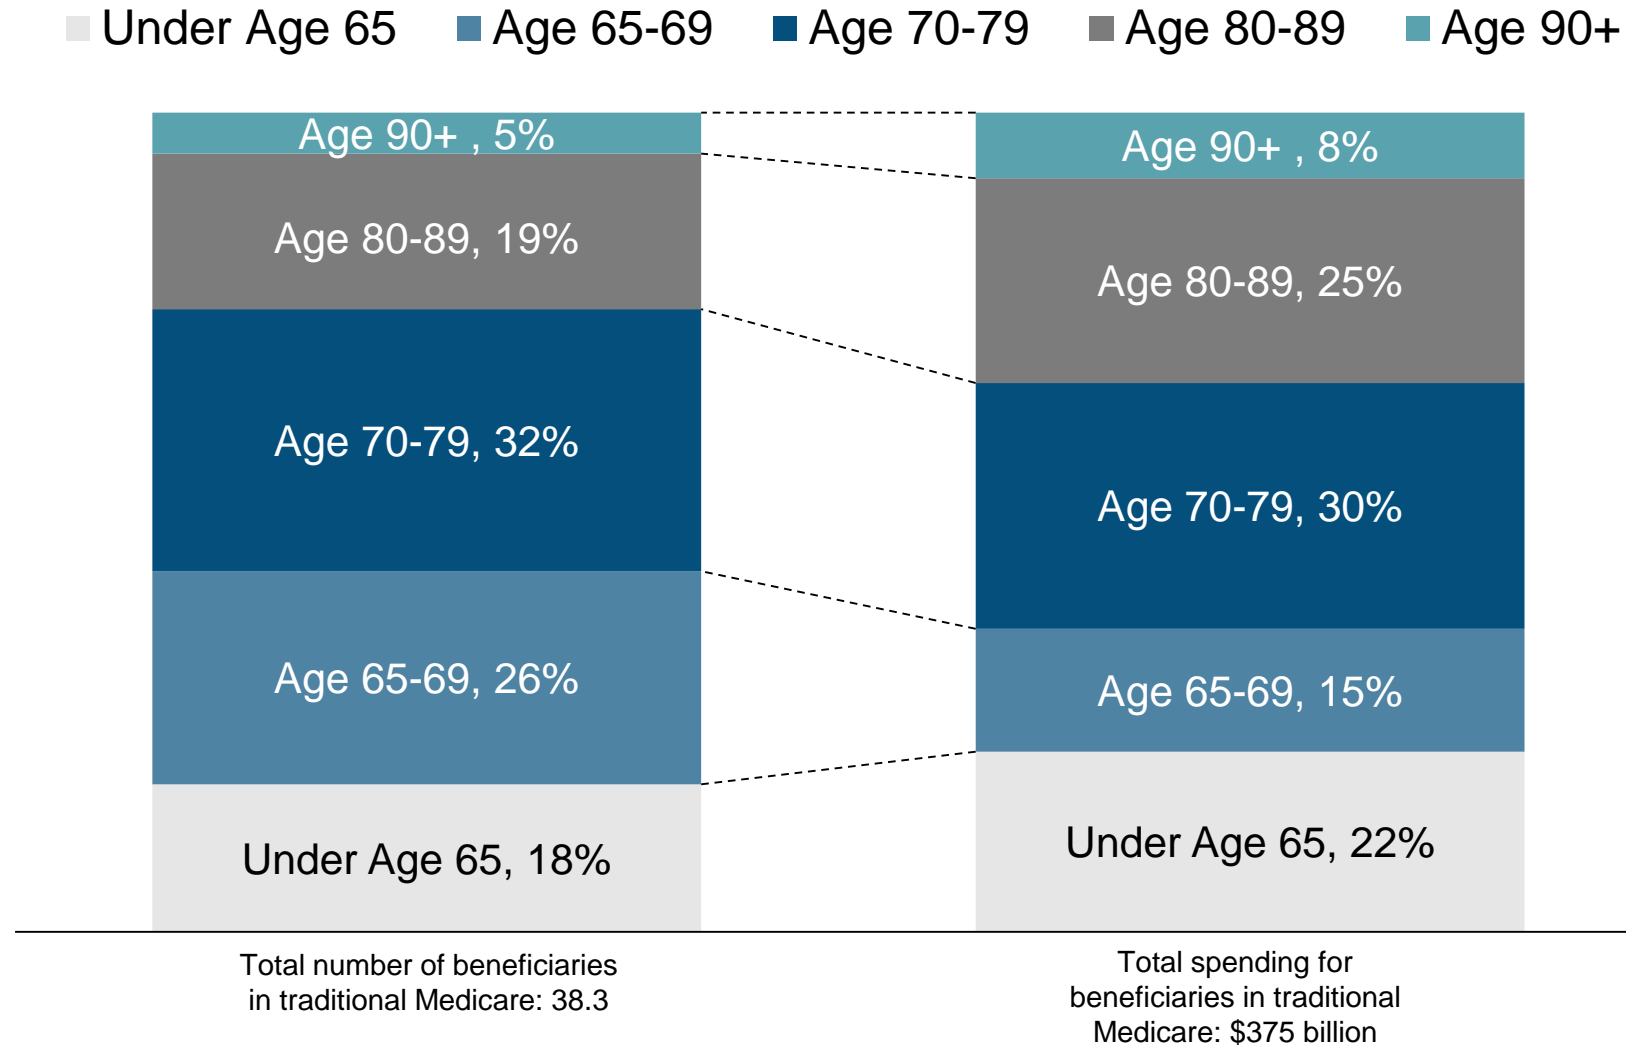 Under Age 65 Age 65-69 Age 70-79 Age 80-89 Age 90+
Age 90+ , 5%
Age 80-89, 19%
Age 70-79, 32%
Age 65-69, 26%
Under Age 65, 18%
Age 90+ , 8%
Age 80-89, 25%
Age 70-79, 30%
Age 65-69, 15%
Under Age 65, 22%
Total number of beneficiaries
in traditional Medicare: 38.3
Total spending for
beneficiaries in traditional
Medicare: $375 billion